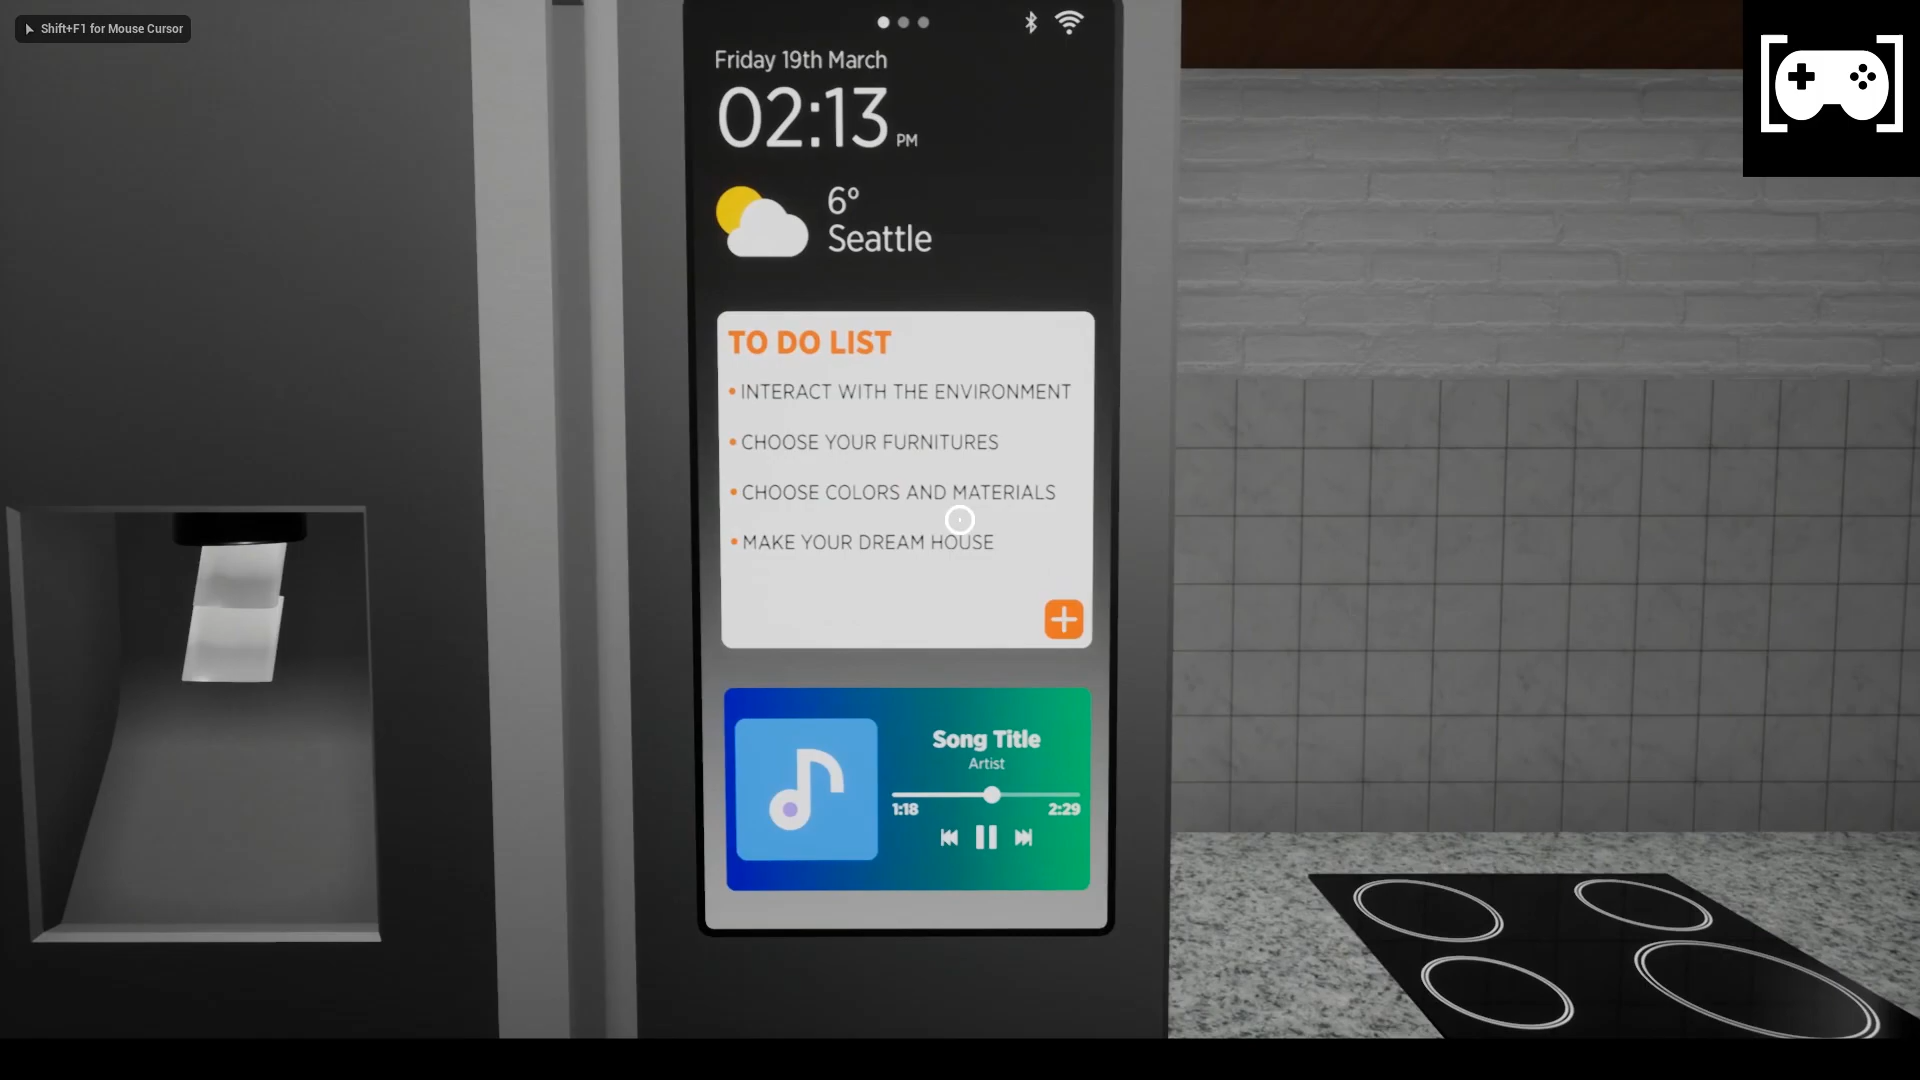 Shift+F1 for Mouse Cursor
Friday 19th March
02:13 PM
6°
Seattle
TO DO LIST
• INTERACT WITH THE ENVIRONMENT
• CHOOSE YOUR FURNITURES
• CHOOSE COLORS AND MATERIALS
• MAKE YOUR DREAM HOUSE
Song Title
Artist
1:18 2:29